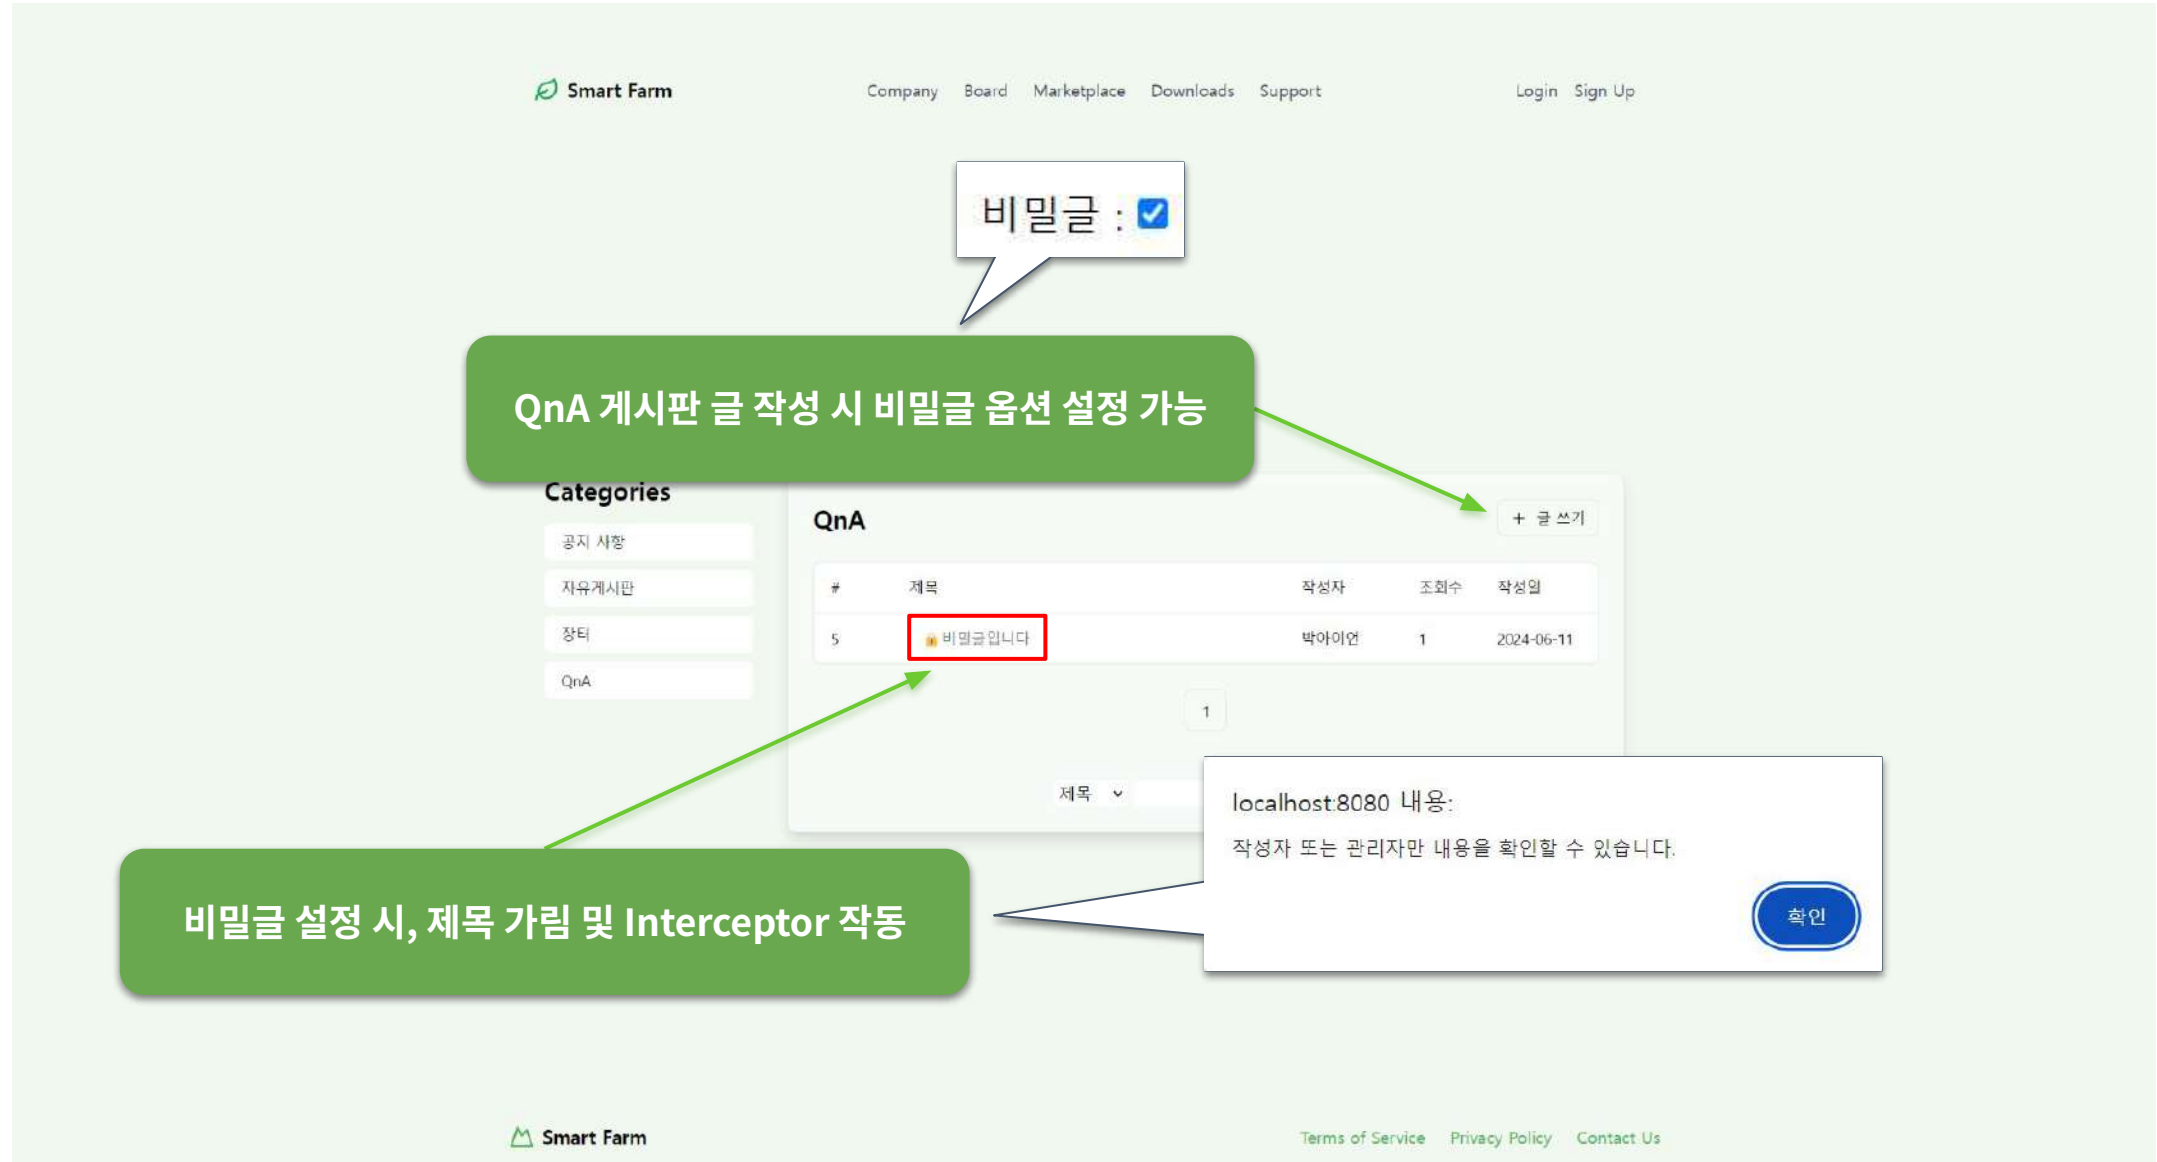 Smart Farm
Company Board Marketplace Downloads Support
Login Sign Up
비밀글 :
QnA 게시판 글 작성 시 비밀글 옵션 설정 가능
Categories
공지 사항
자유게시판
장터
QnA
QnA
+ 글 쓰기
# 제목 작성자 조회수 작성일
5 비밀글입니다 박아이언 1 2024-06-11
1
제목
localhost:8080 내용:
작성자 또는 관리자만 내용을 확인할 수 있습니다.
확인
비밀글 설정 시, 제목 가림 및 Interceptor 작동
Smart Farm
Terms of Service Privacy Policy Contact Us